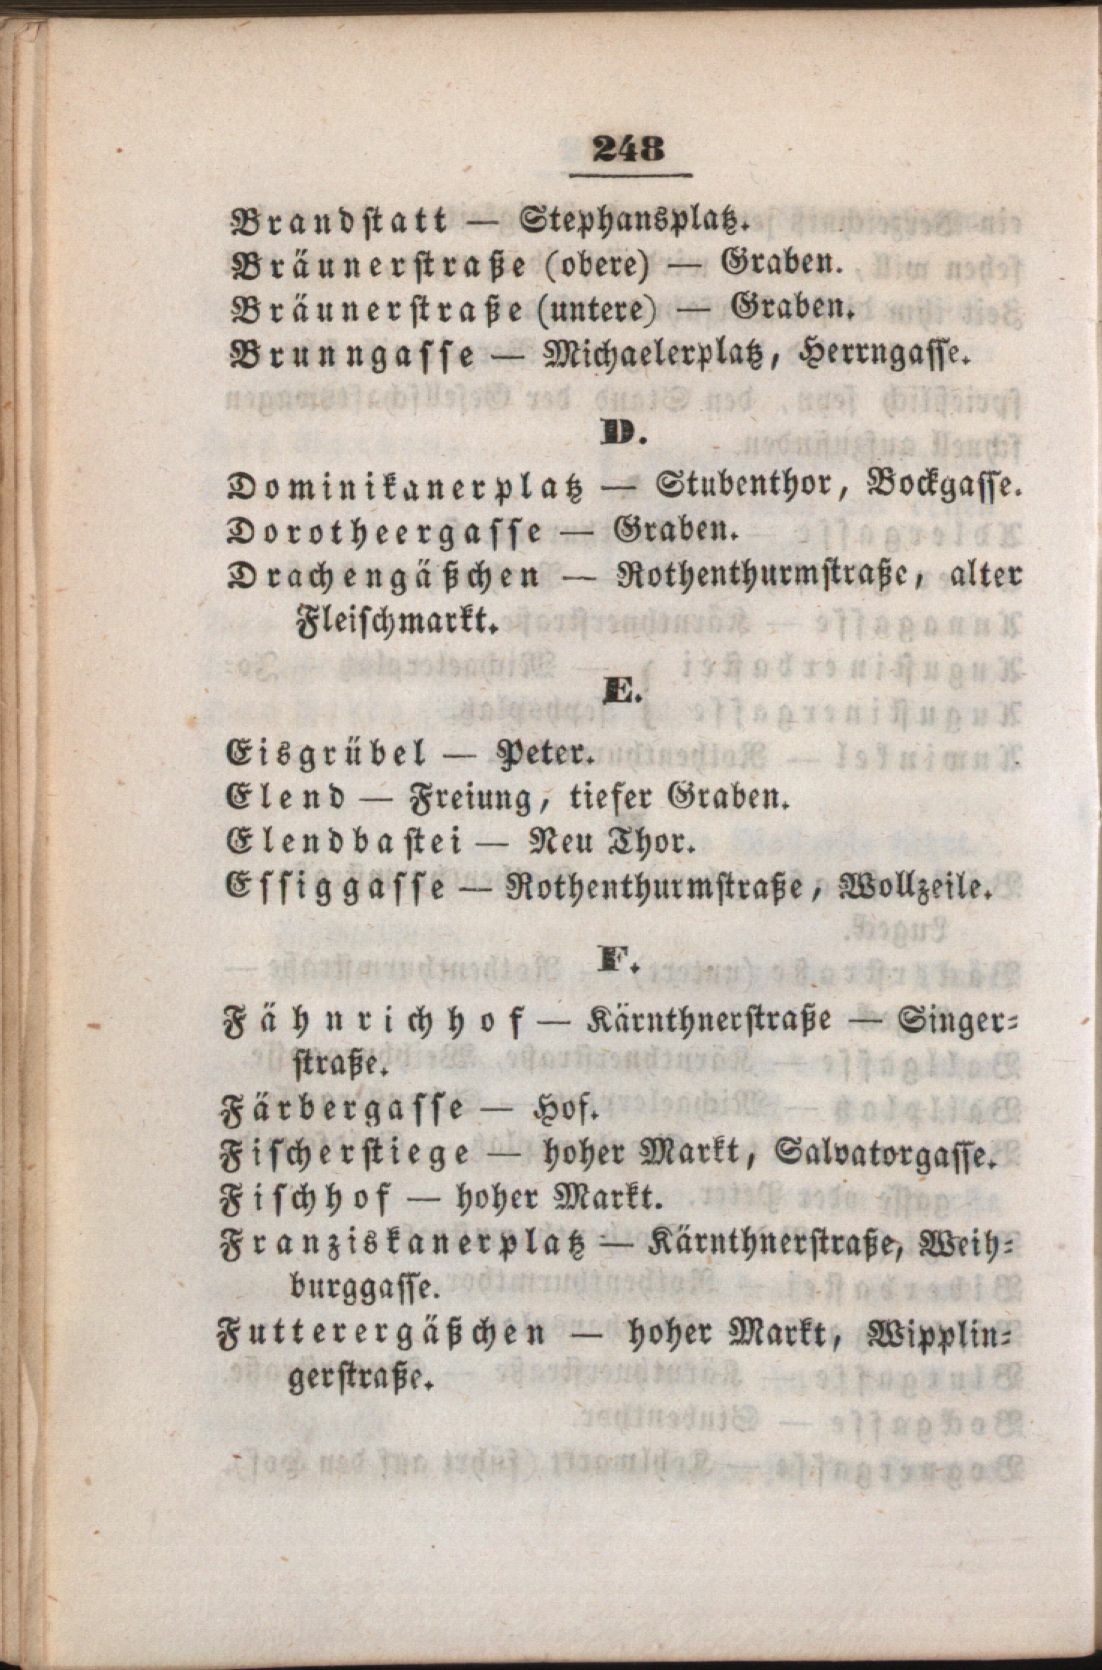 248
Brandstatt — Stephansplatz.
Bräunerstraße (obere) — Graben.
Bräunerstraße (untere) — Graben.
Brunngasse — Michaelerplatz, Herrngasse.
D.
Dominikanerplatz — Stubenthor, Bockgasse.
Dorotheergasse — Graben.
Drachengäßchen — Rothenthurmstraße, alter
Fleischmarkt.
E.
Eisgrübel — Peter.
Elend — Freiung, tiefer Graben.
Elendbastei — Neu Thor.
Essiggasse — Rothenthurmstraße, Wollzeile.
F.
Fähnrichhof — Kärnthnerstraße — Singer-
straße.
Färbergasse — Hof.
Fischerstiege — hoher Markt, Salvatorgasse.
Fischhof — hoher Markt.
Franziskanerplatz — Kärnthnerstraße, Weih-
burggasse.
Futterergäßchen — hoher Markt, Wipplin-
gerstraße.